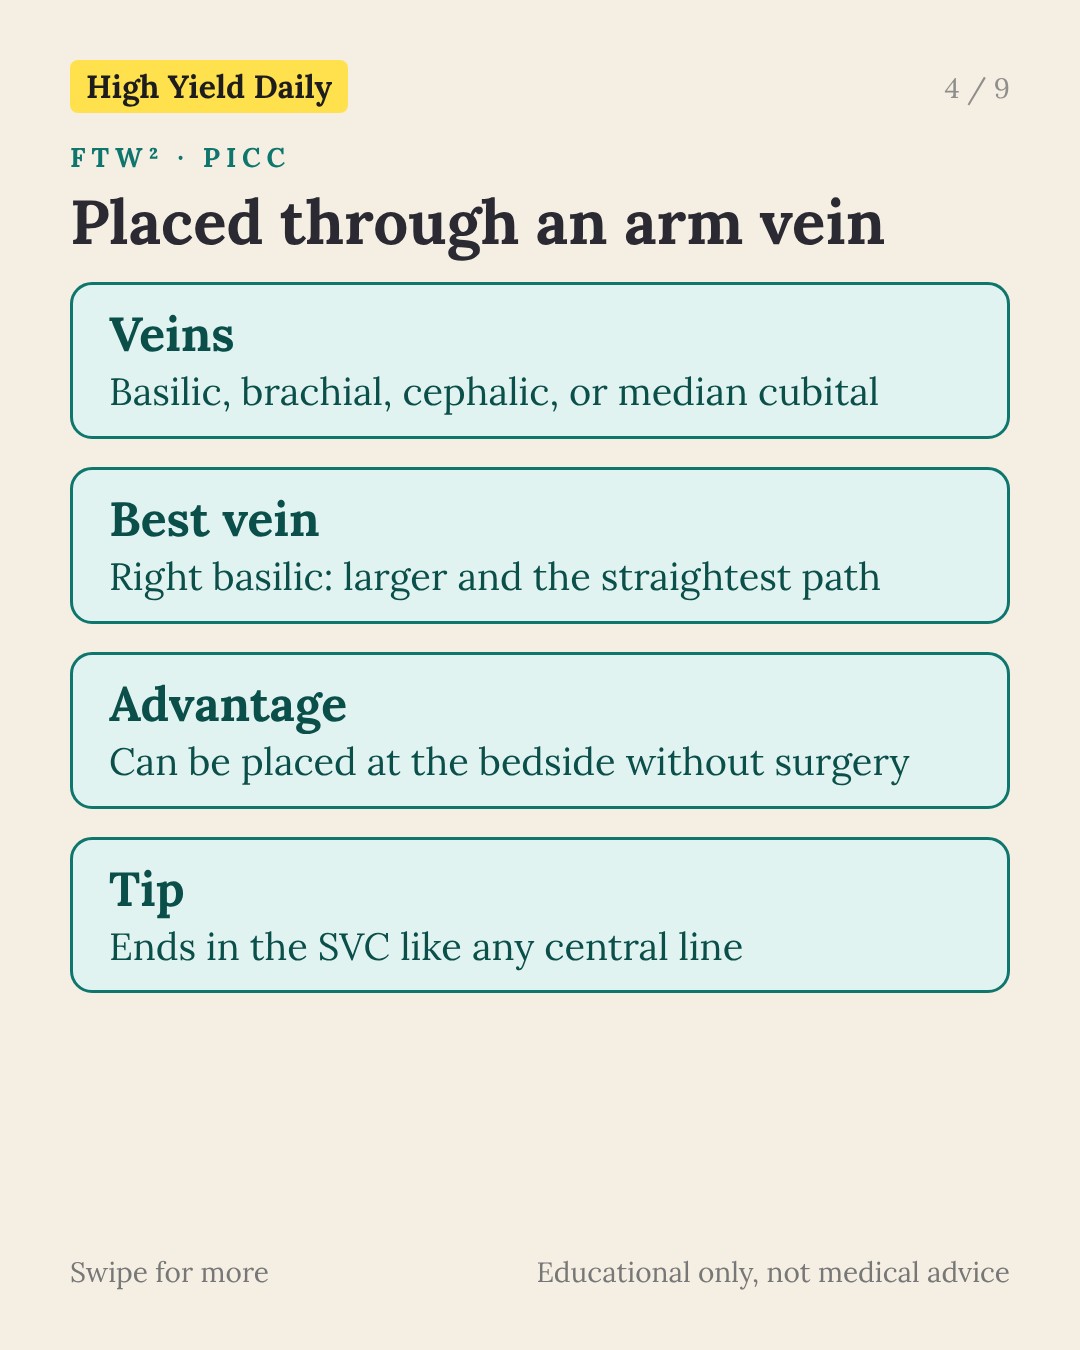 High Yield Daily
4 / 9
FTW² · PICC
Placed through an arm vein
Veins
Basilic, brachial, cephalic, or median cubital
Best vein
Right basilic: larger and the straightest path
Advantage
Can be placed at the bedside without surgery
Tip
Ends in the SVC like any central line
Swipe for more
Educational only, not medical advice